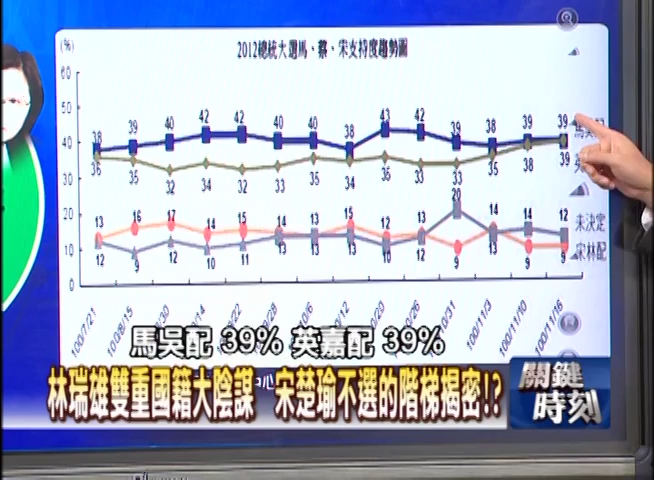 2012總統大選馬、蔡、宋支持度趨勢圖
(%)
60
50
40
30
20
10
0
38 39 40 42 42 40 40 38 43 42 39 38 39 39
36 35 32 34 32 33 35 34 35 33 33 35 38 39
13 16 17 14 15 14 13 15 12 13 20 14 14 12
12 9 12 10 11 13 13 13 10 12 9 13 9 9
馬吳配
未決定
宋林配
100/7/21 100/8/15 100/10/26 100/10/31 100/11/3 100/11/10 100/11/16
馬吳配 39% 英嘉配 39%
林瑞雄雙重國籍大陰謀 宋楚瑜不選的階梯揭密!?
關鍵
時刻